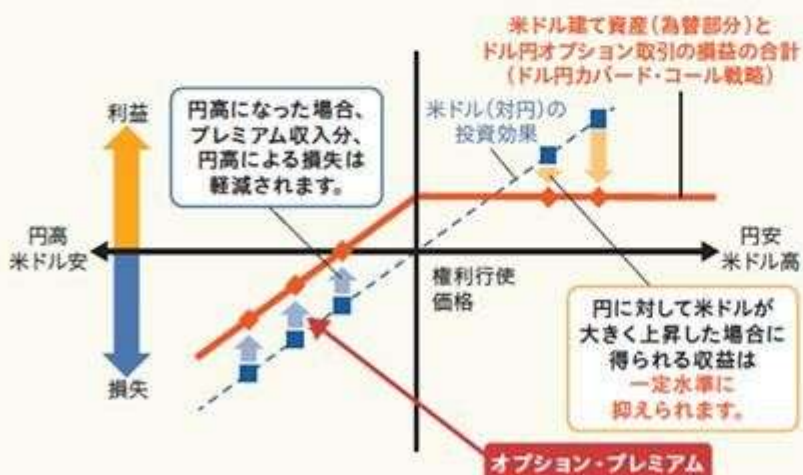 米ドル建て資産(為替部分)と
ドル円オプション取引の損益の合計
(ドル円カバード・コール戦略)
利益
円高になった場合、
プレミアム収入分、
円高による損失は
軽減されます。
米ドル(対円)の
投資効果
円高
米ドル安
円安
米ドル高
権利行使
価格
円に対して米ドルが
大きく上昇した場合に
得られる収益は
一定水準に
抑えられます。
損失
オプション・プレミアム